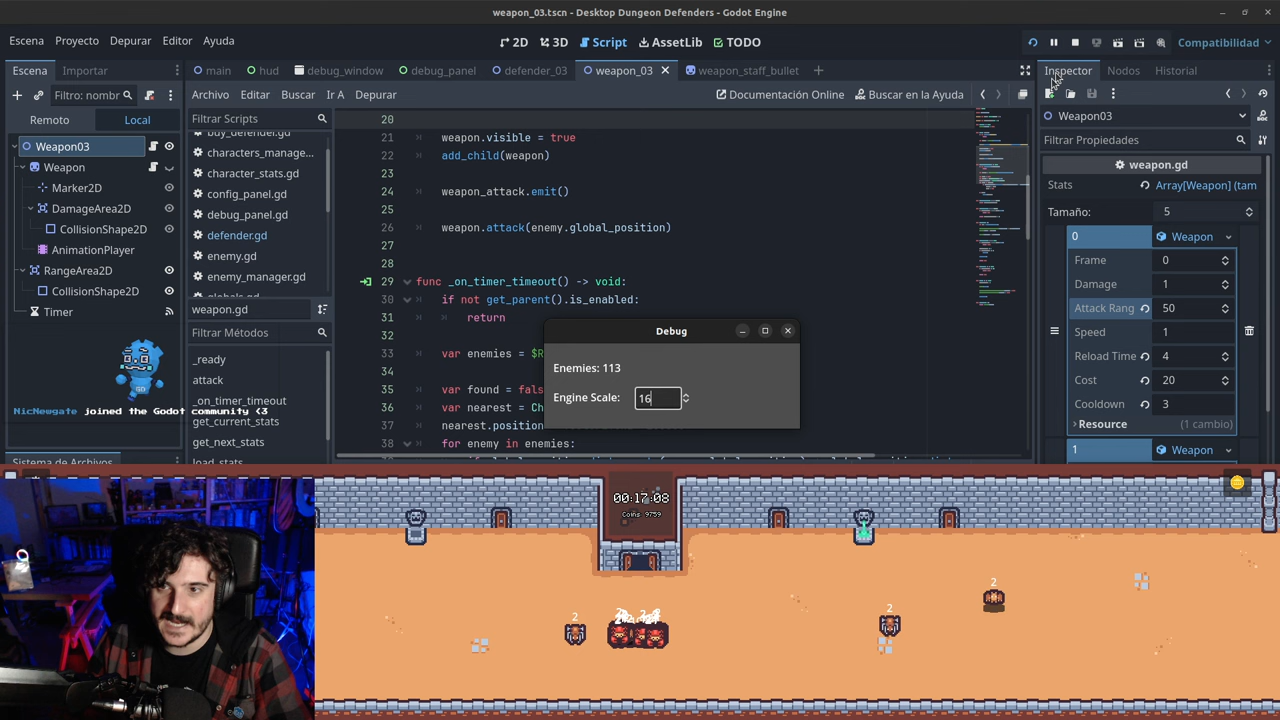 weapon_03.tscn - Desktop Dungeon Defenders - Godot Engine
Escena Proyecto Depurar Editor Ayuda
2D 3D Script AssetLib TODO
Compatibilidad
Escena Importar
main hud debug_window debug_panel defender_03 weapon_03 weapon_staff_bullet
Inspector Nodos Historial
Filtro: nombr
Archivo Editar Buscar Ir A Depurar
Documentación Online Buscar en la Ayuda
Remoto Local
Weapon03
Weapon
Marker2D
DamageArea2D
CollisionShape2D
AnimationPlayer
RangeArea2D
CollisionShape2D
Timer
NicNewgate joined the Godot community <3
Sistema de Archivos
Filtrar Scripts
buy_defender.gd
characters_manage...
config_panel.gd
debug_panel.gd
defender.gd
enemy.gd
enemy_manager.gd
weapon.gd
Filtrar Métodos
_ready
attack
_on_timer_timeout
get_current_stats
get_next_stats
20
21 weapon.visible = true
22 add_child(weapon)
23
24 weapon_attack.emit()
25
26 weapon.attack(enemy.global_position)
27
28
29 func _on_timer_timeout() -> void:
30 if not get_parent().is_enabled:
31 return
32
33 var enemies = $R
34
35 var found = fals
36 var nearest = Ch
37 nearest.position
38 for enemy in enemies:
Debug
Enemies: 113
Engine Scale: 16
Weapon03
Filtrar Propiedades
weapon.gd
Stats Array[Weapon] (tam
Tamaño: 5
0 Weapon
Frame 0
Damage 1
Attack Rang 50
Speed 1
Reload Time 4
Cost 20
Cooldown 3
Resource (1 cambio)
1 Weapon
00:17:08
Coins 9759
2
2
2